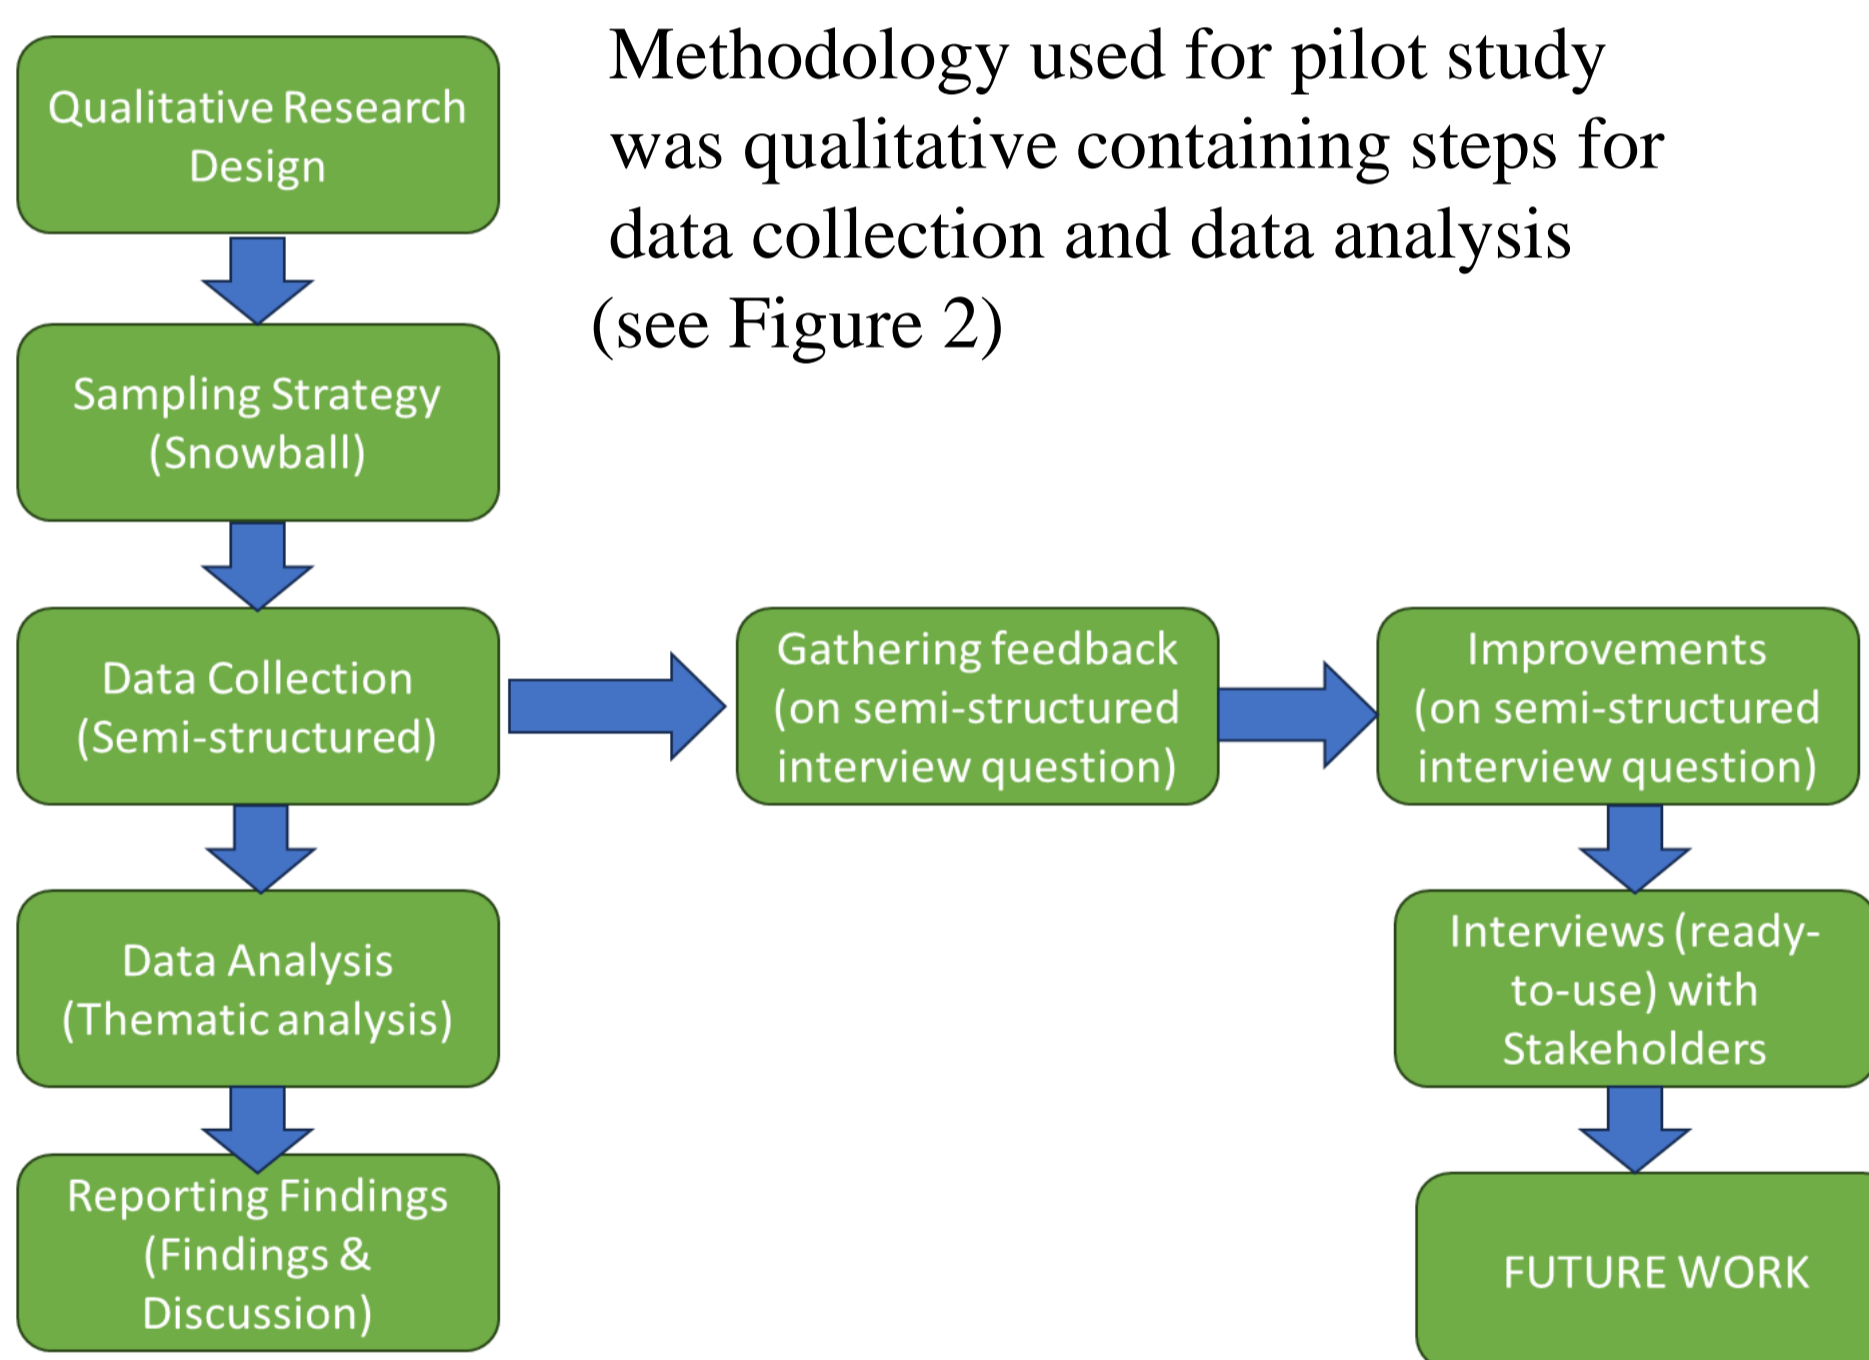 Methodology used for pilot study
was qualitative containing steps for
data collection and data analysis
(see Figure 2)
Qualitative Research
Design
Sampling Strategy
(Snowball)
Data Collection
(Semi-structured)
Gathering feedback
(on semi-structured
interview question)
Improvements
(on semi-structured
interview question)
Data Analysis
(Thematic analysis)
Interviews (ready-
to-use) with
Stakeholders
Reporting Findings
(Findings &
Discussion)
FUTURE WORK